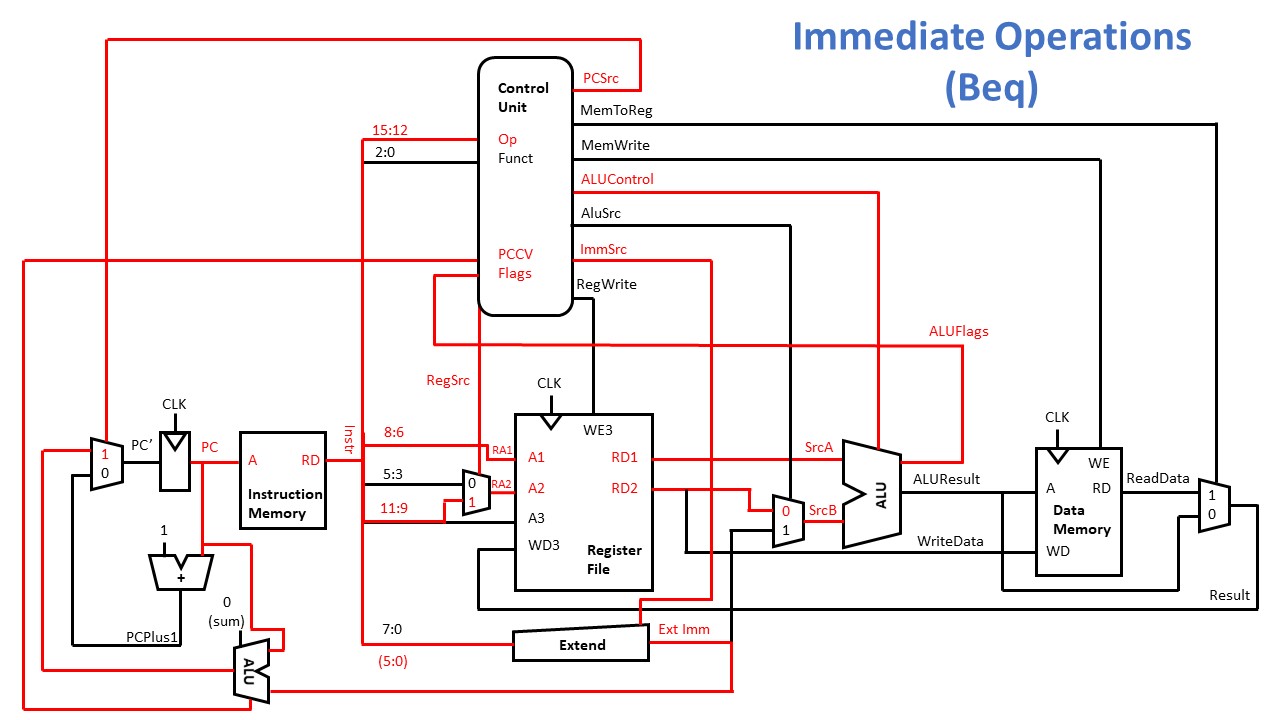 Immediate Operations
(Beq)
Control
Unit
PCSrc
MemToReg
15:12
Op
2:0
Funct
MemWrite
ALUControl
AluSrc
PCCV
Flags
ImmSrc
RegWrite
ALUFlags
RegSrc
CLK
CLK
CLK
WE3
Instr
8:6
RA1
A1
RD1
SrcA
PC’
PC
1
0
A
RD
Instruction
Memory
5:3
0
1
RA2
A2
RD2
11:9
A3
WD3
Register
File
0
1
SrcB
ALU
ALUResult
WriteData
WE
A
RD
Data
Memory
WD
ReadData
1
0
Result
1
+
PCPlus1
0
(sum)
ALU
7:0
(5:0)
Extend
Ext Imm